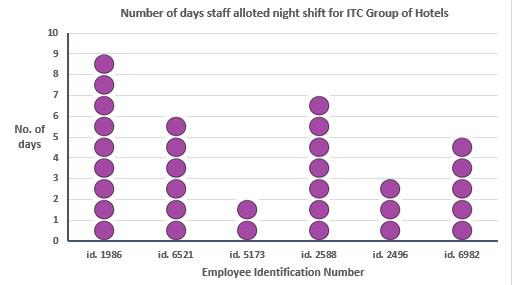 Number of days staff alloted night shift for ITC Group of Hotels
10
9
8
7
6
5
4
3
2
1
0
No. of
days
id. 1986 id. 6521 id. 5173 id. 2588 id. 2496 id. 6982
Employee Identification Number